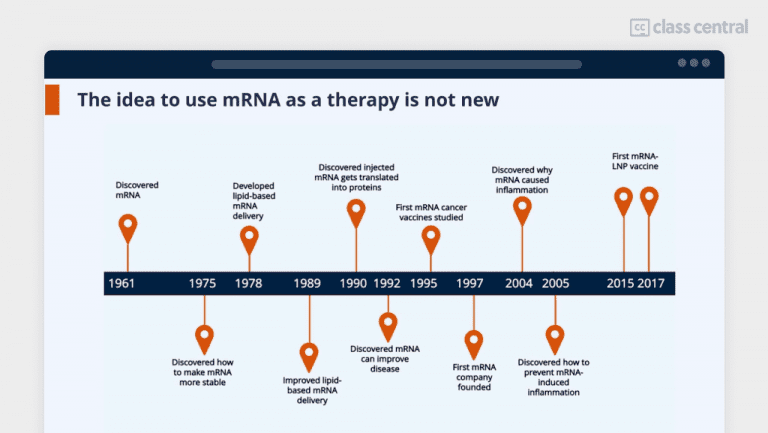 cc class central
The idea to use mRNA as a therapy is not new
Discovered
mRNA
Developed
lipid-based
mRNA
delivery
Discovered injected
mRNA gets translated
into proteins
First mRNA cancer
vaccines studied
Discovered why
mRNA caused
inflammation
First mRNA-
LNP vaccine
1961 1975 1978 1989 1990 1992 1995 1997 2004 2005 2015 2017
Discovered how
to make mRNA
more stable
Improved lipid-
based mRNA
delivery
Discovered mRNA
can improve
disease
First mRNA
company
founded
Discovered how to
prevent mRNA-
induced
inflammation